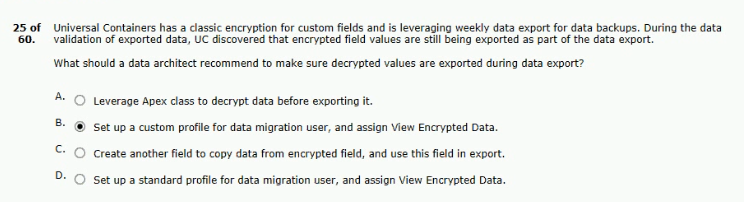 25 of Universal Containers has a classic encryption for custom fields and is leveraging weekly data export for data backups. During the data
60. validation of exported data, UC discovered that encrypted field values are still being exported as part of the data export.
What should a data architect recommend to make sure decrypted values are exported during data export?
A. Leverage Apex class to decrypt data before exporting it.
B. Set up a custom profile for data migration user, and assign View Encrypted Data.
C. Create another field to copy data from encrypted field, and use this field in export.
D. Set up a standard profile for data migration user, and assign View Encrypted Data.